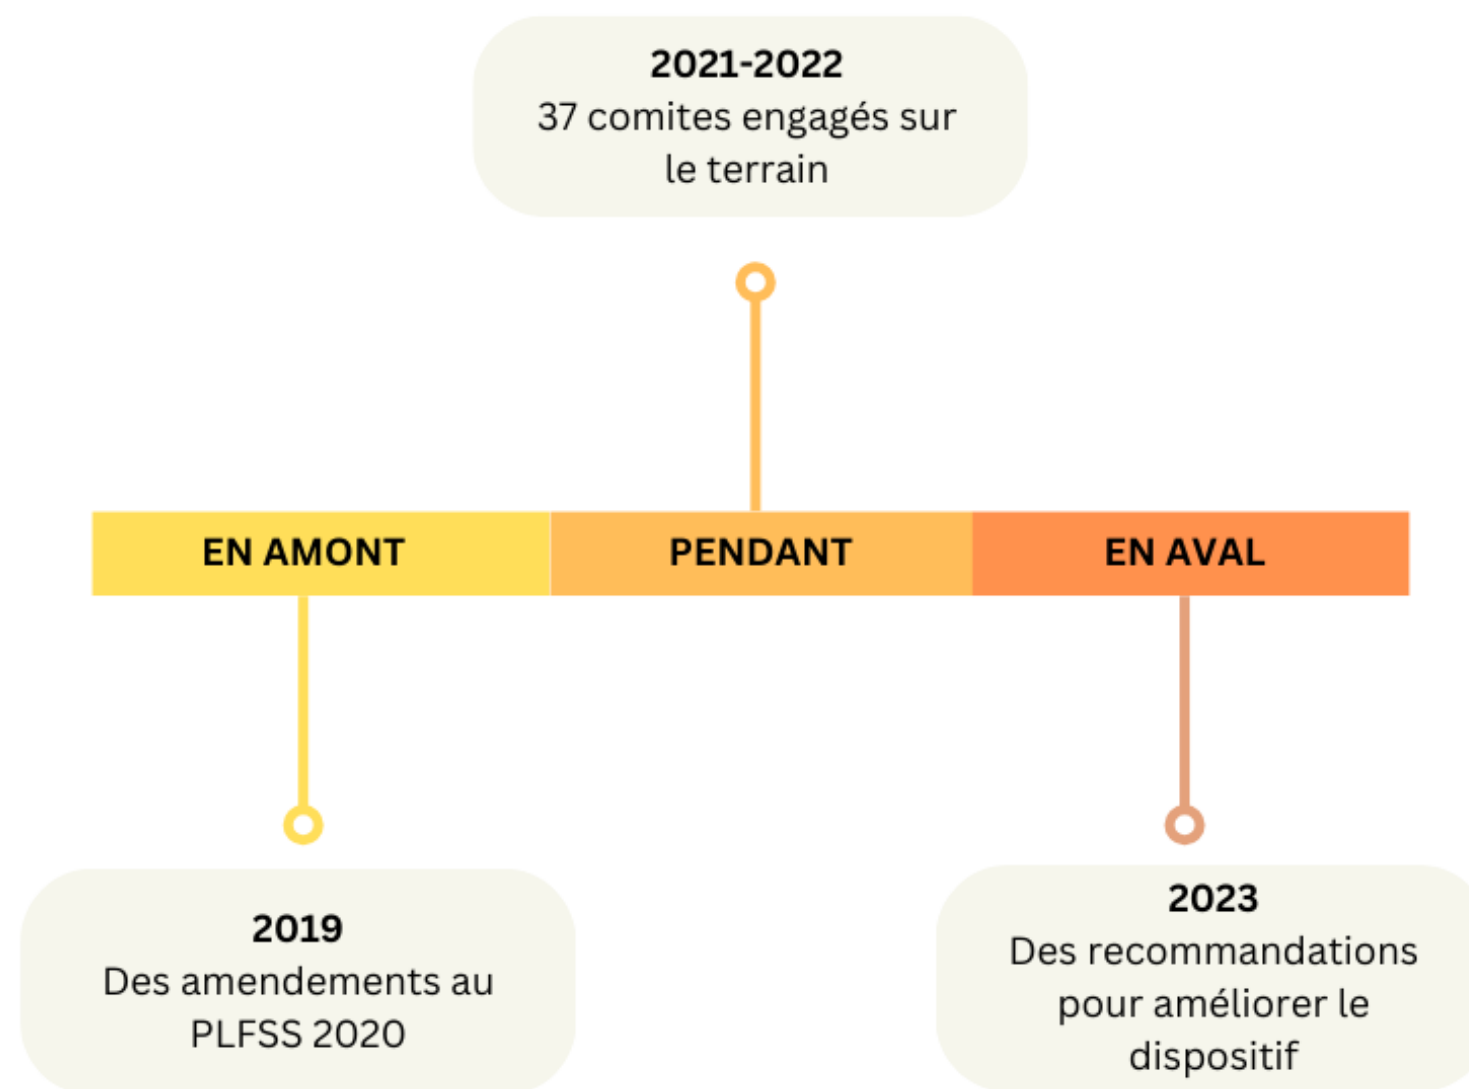 2021-2022
37 comites engagés sur
le terrain
EN AMONT
PENDANT
EN AVAL
2019
Des amendements au
PLFSS 2020
2023
Des recommandations
pour améliorer le
dispositif